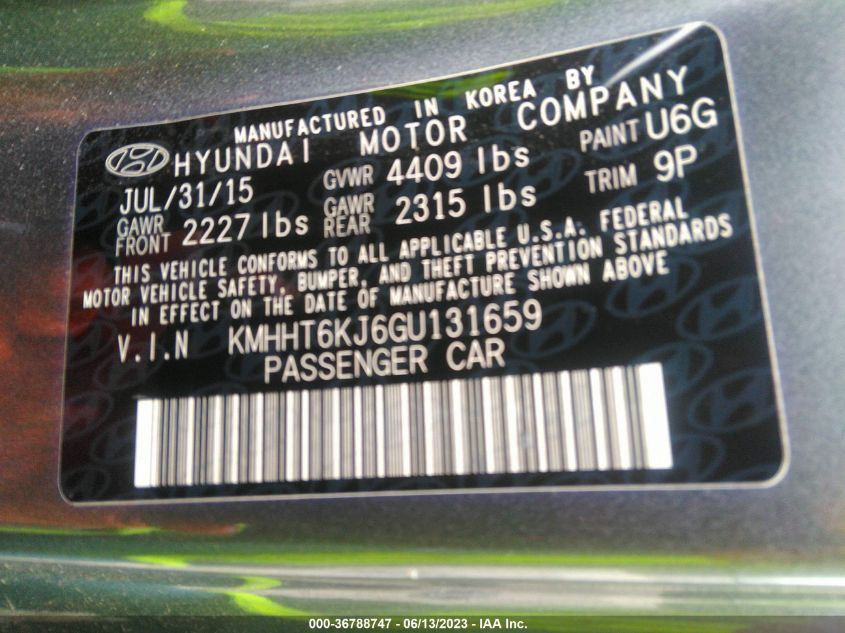 MANUFACTURED IN KOREA BY
HYUNDAI MOTOR COMPANY
JUL/31/15 GVWR 4409 lbs PAINT U6G
GAWR FRONT 2227 lbs GAWR REAR 2315 lbs TRIM 9P
THIS VEHICLE CONFORMS TO ALL APPLICABLE U.S.A. FEDERAL
MOTOR VEHICLE SAFETY, BUMPER, AND THEFT PREVENTION STANDARDS
IN EFFECT ON THE DATE OF MANUFACTURE SHOWN ABOVE
V.I.N KMHHT6KJ6GU131659
PASSENGER CAR
000-36788747 - 06/13/2023 - IAA Inc.